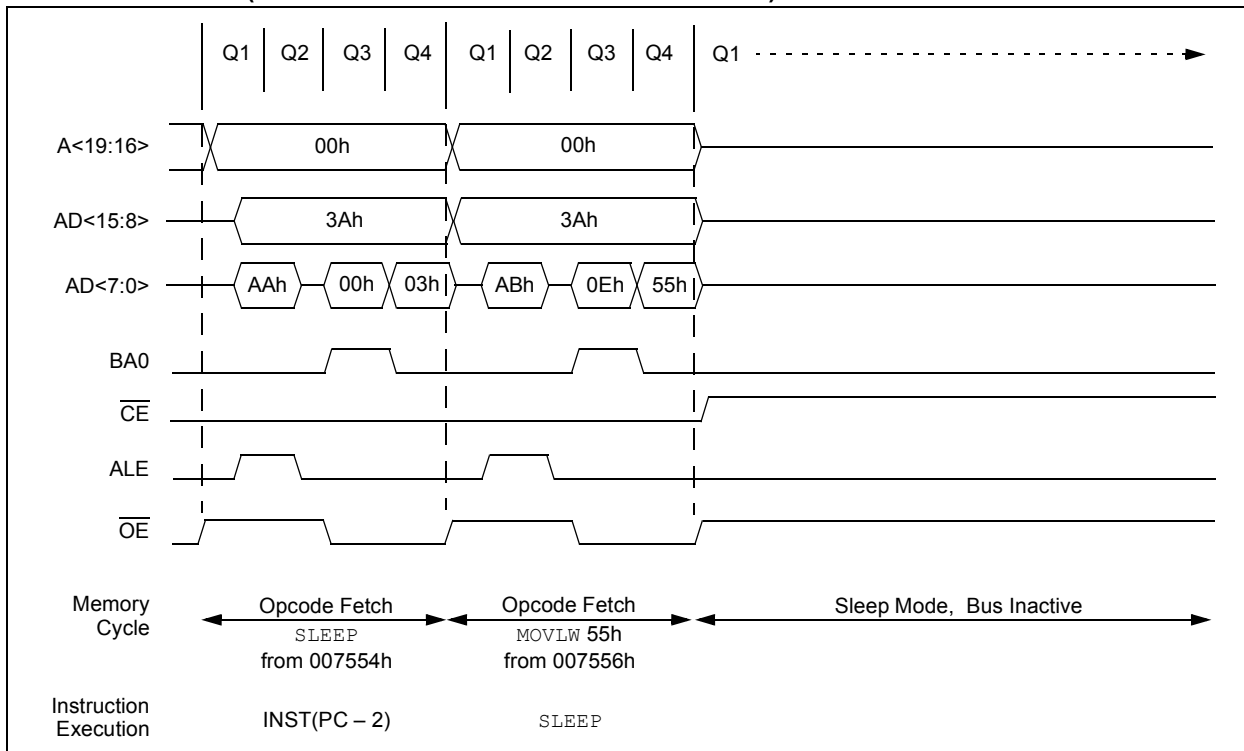 Q1 Q2 Q3 Q4 Q1 Q2 Q3 Q4 Q1
A<19:16> 00h 00h
AD<15:8> 3Ah 3Ah
AD<7:0> AAh 00h 03h ABh 0Eh 55h
BA0
CE
ALE
OE
Memory Cycle
Opcode Fetch
SLEEP
from 007554h
Opcode Fetch
MOVLW 55h
from 007556h
Sleep Mode, Bus Inactive
Instruction
Execution
INST(PC – 2)
SLEEP